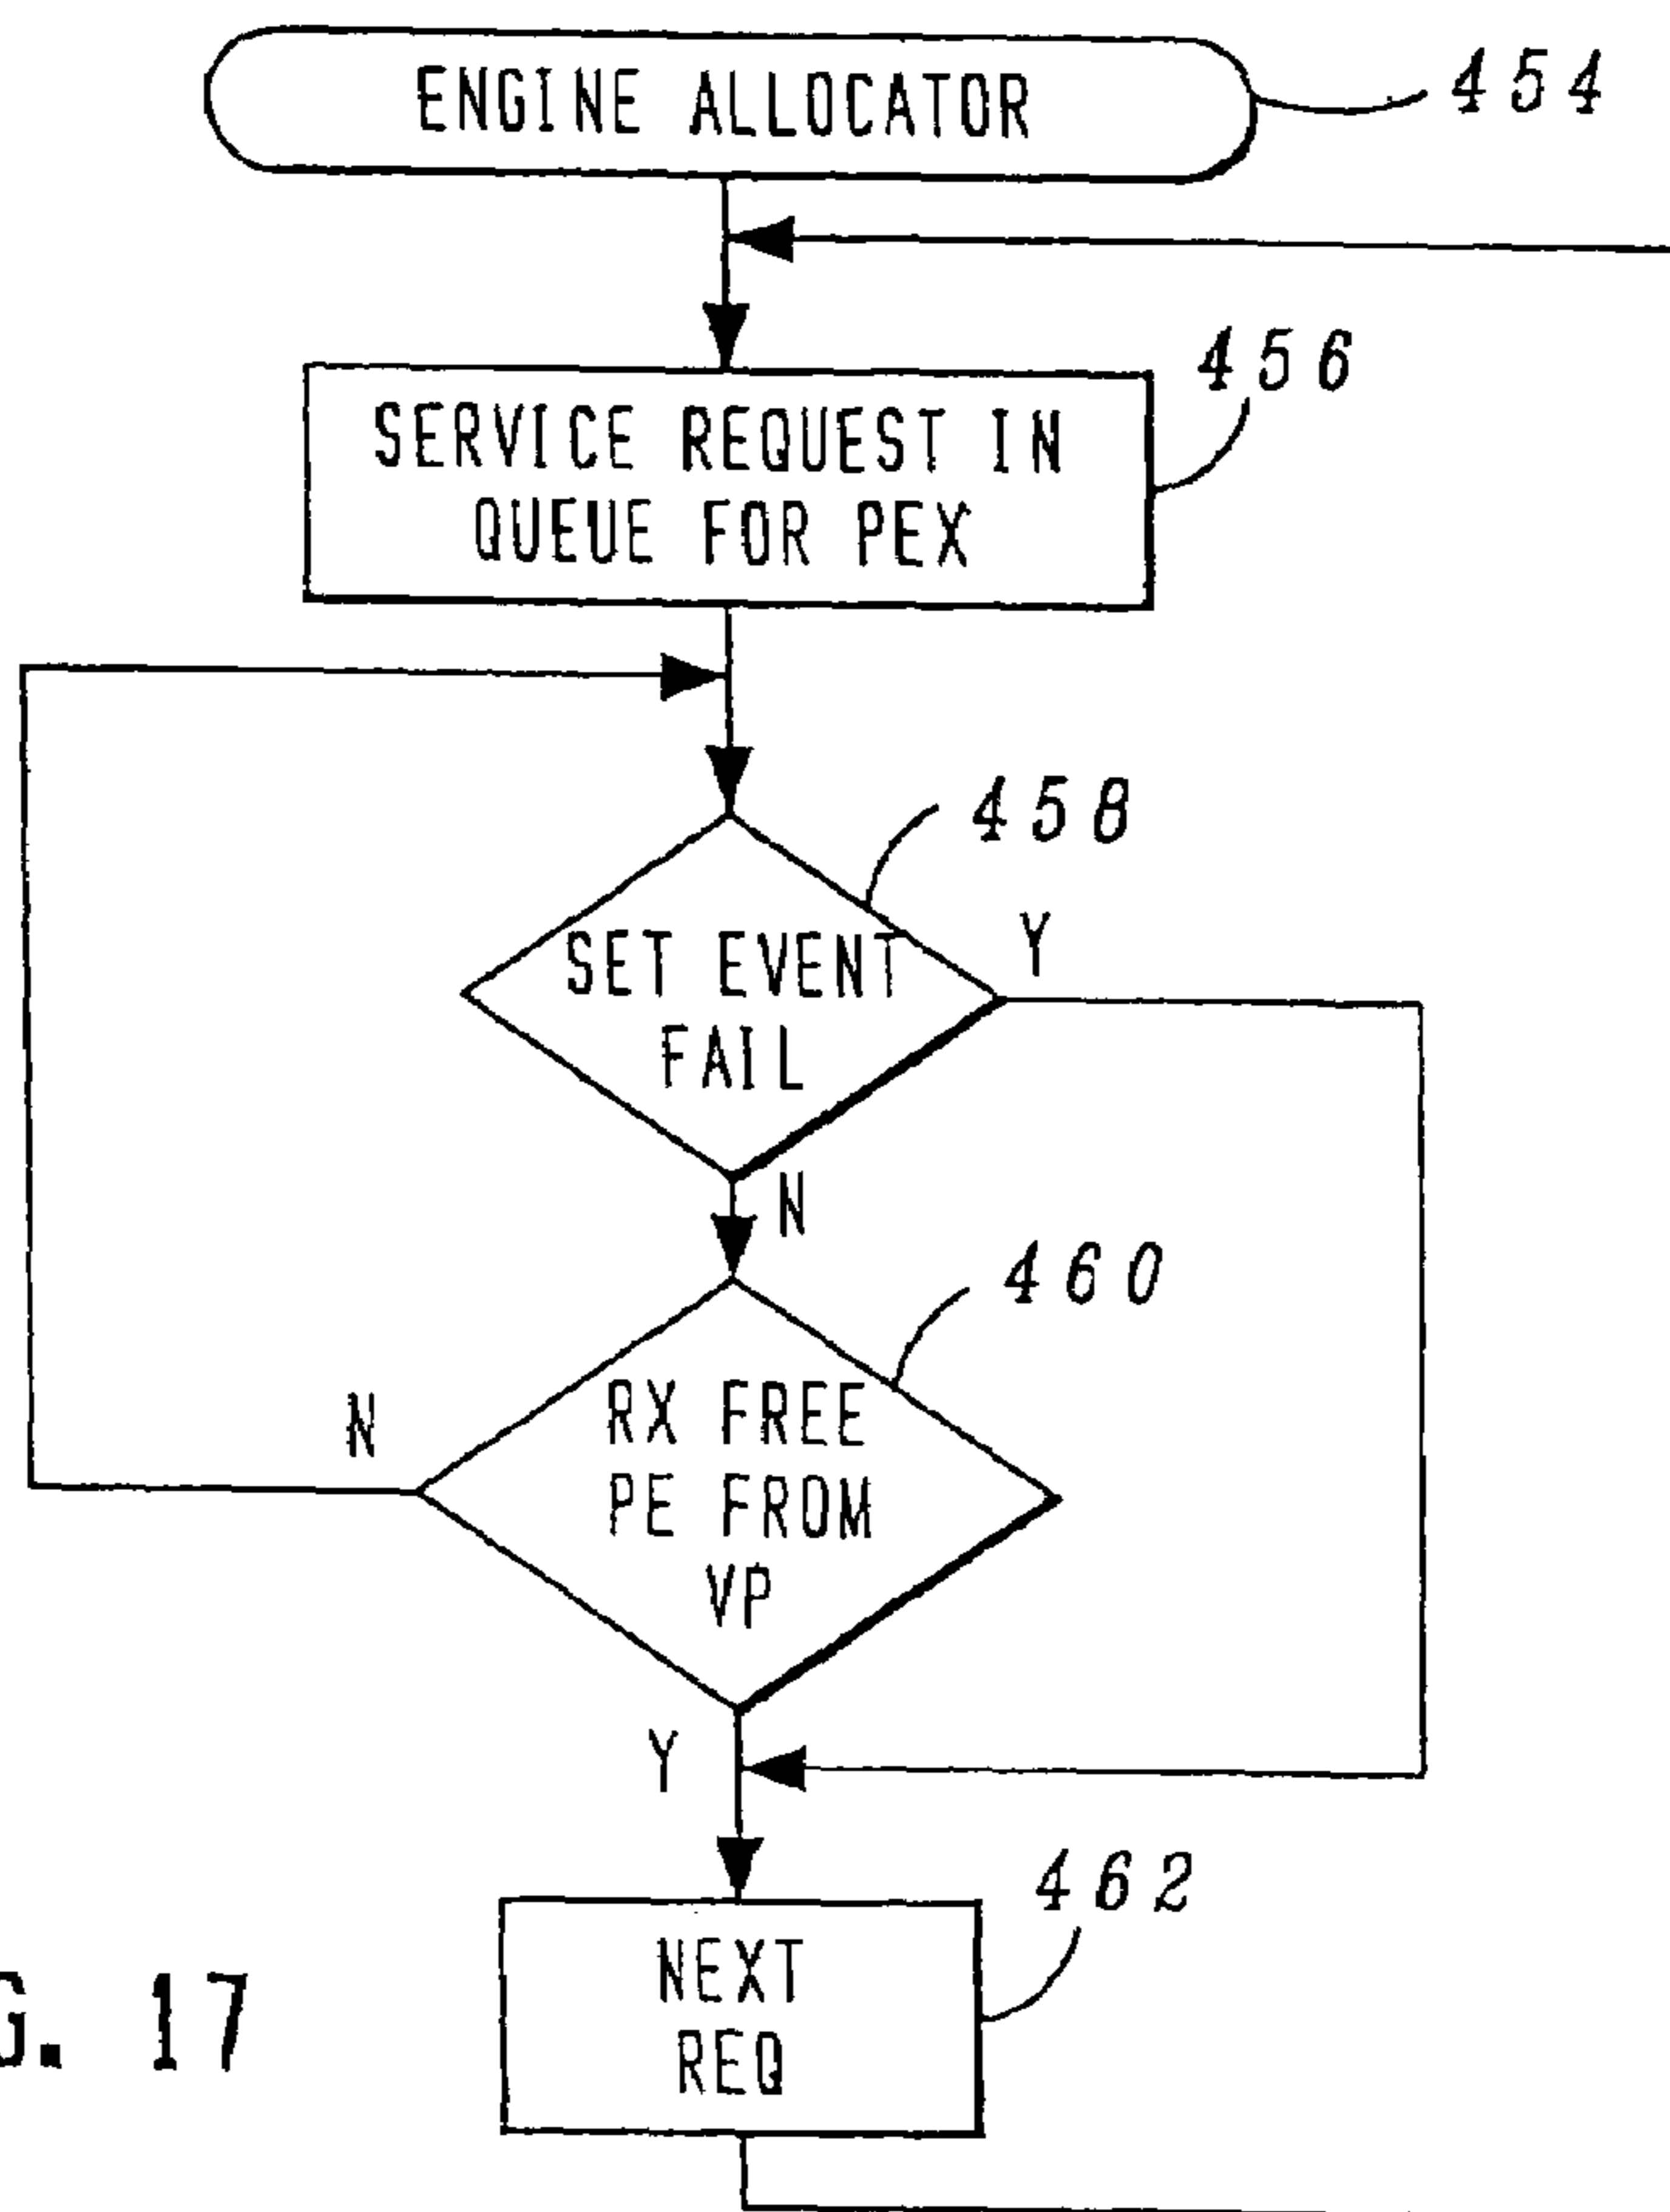 ENGINE ALLOCATOR
454
SERVICE REQUEST IN
QUEUE FOR PEX
456
458
SET EVENT
FAIL
Y
N
460
RX FREE
PE FROM
VP
N
Y
462
NEXT
REQ
G. 17